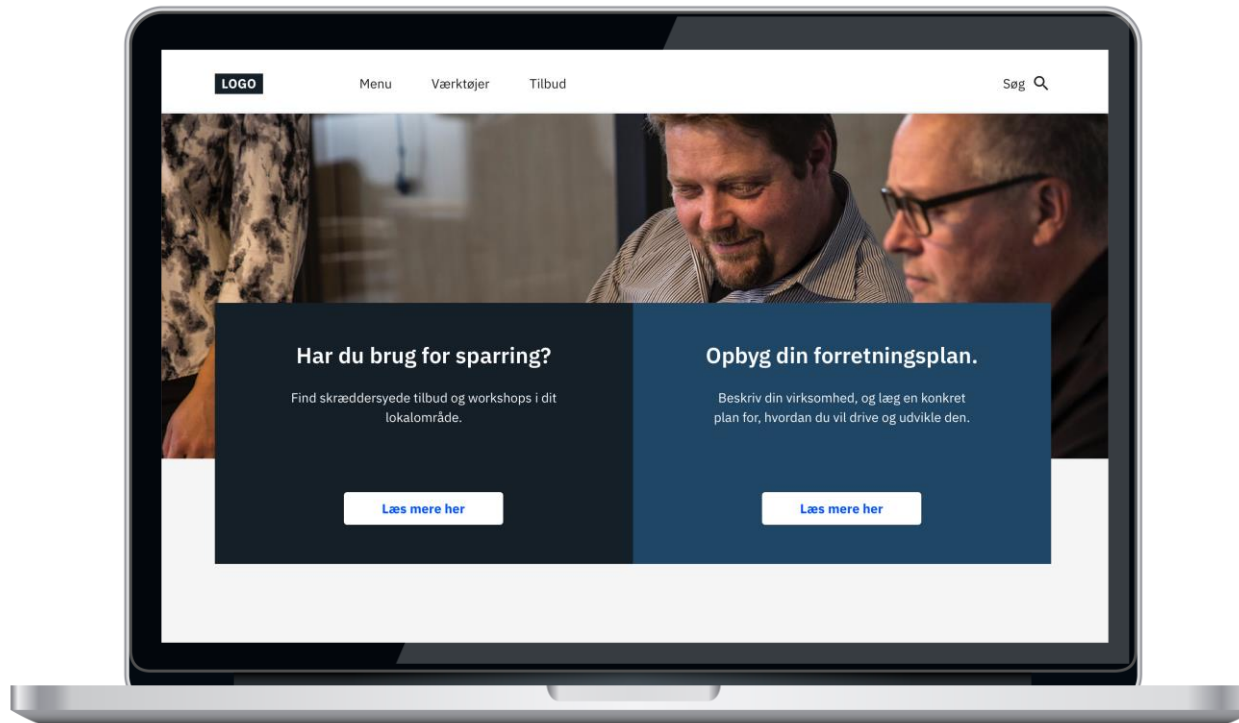 LOGO
Menu
Værktøjer
Tilbud
Søg
Har du brug for sparring?
Find skræddersyede tilbud og workshops i dit
lokalområde.
Læs mere her
Opbyg din forretningsplan.
Beskriv din virksomhed, og læg en konkret
plan for, hvordan du vil drive og udvikle den.
Læs mere her